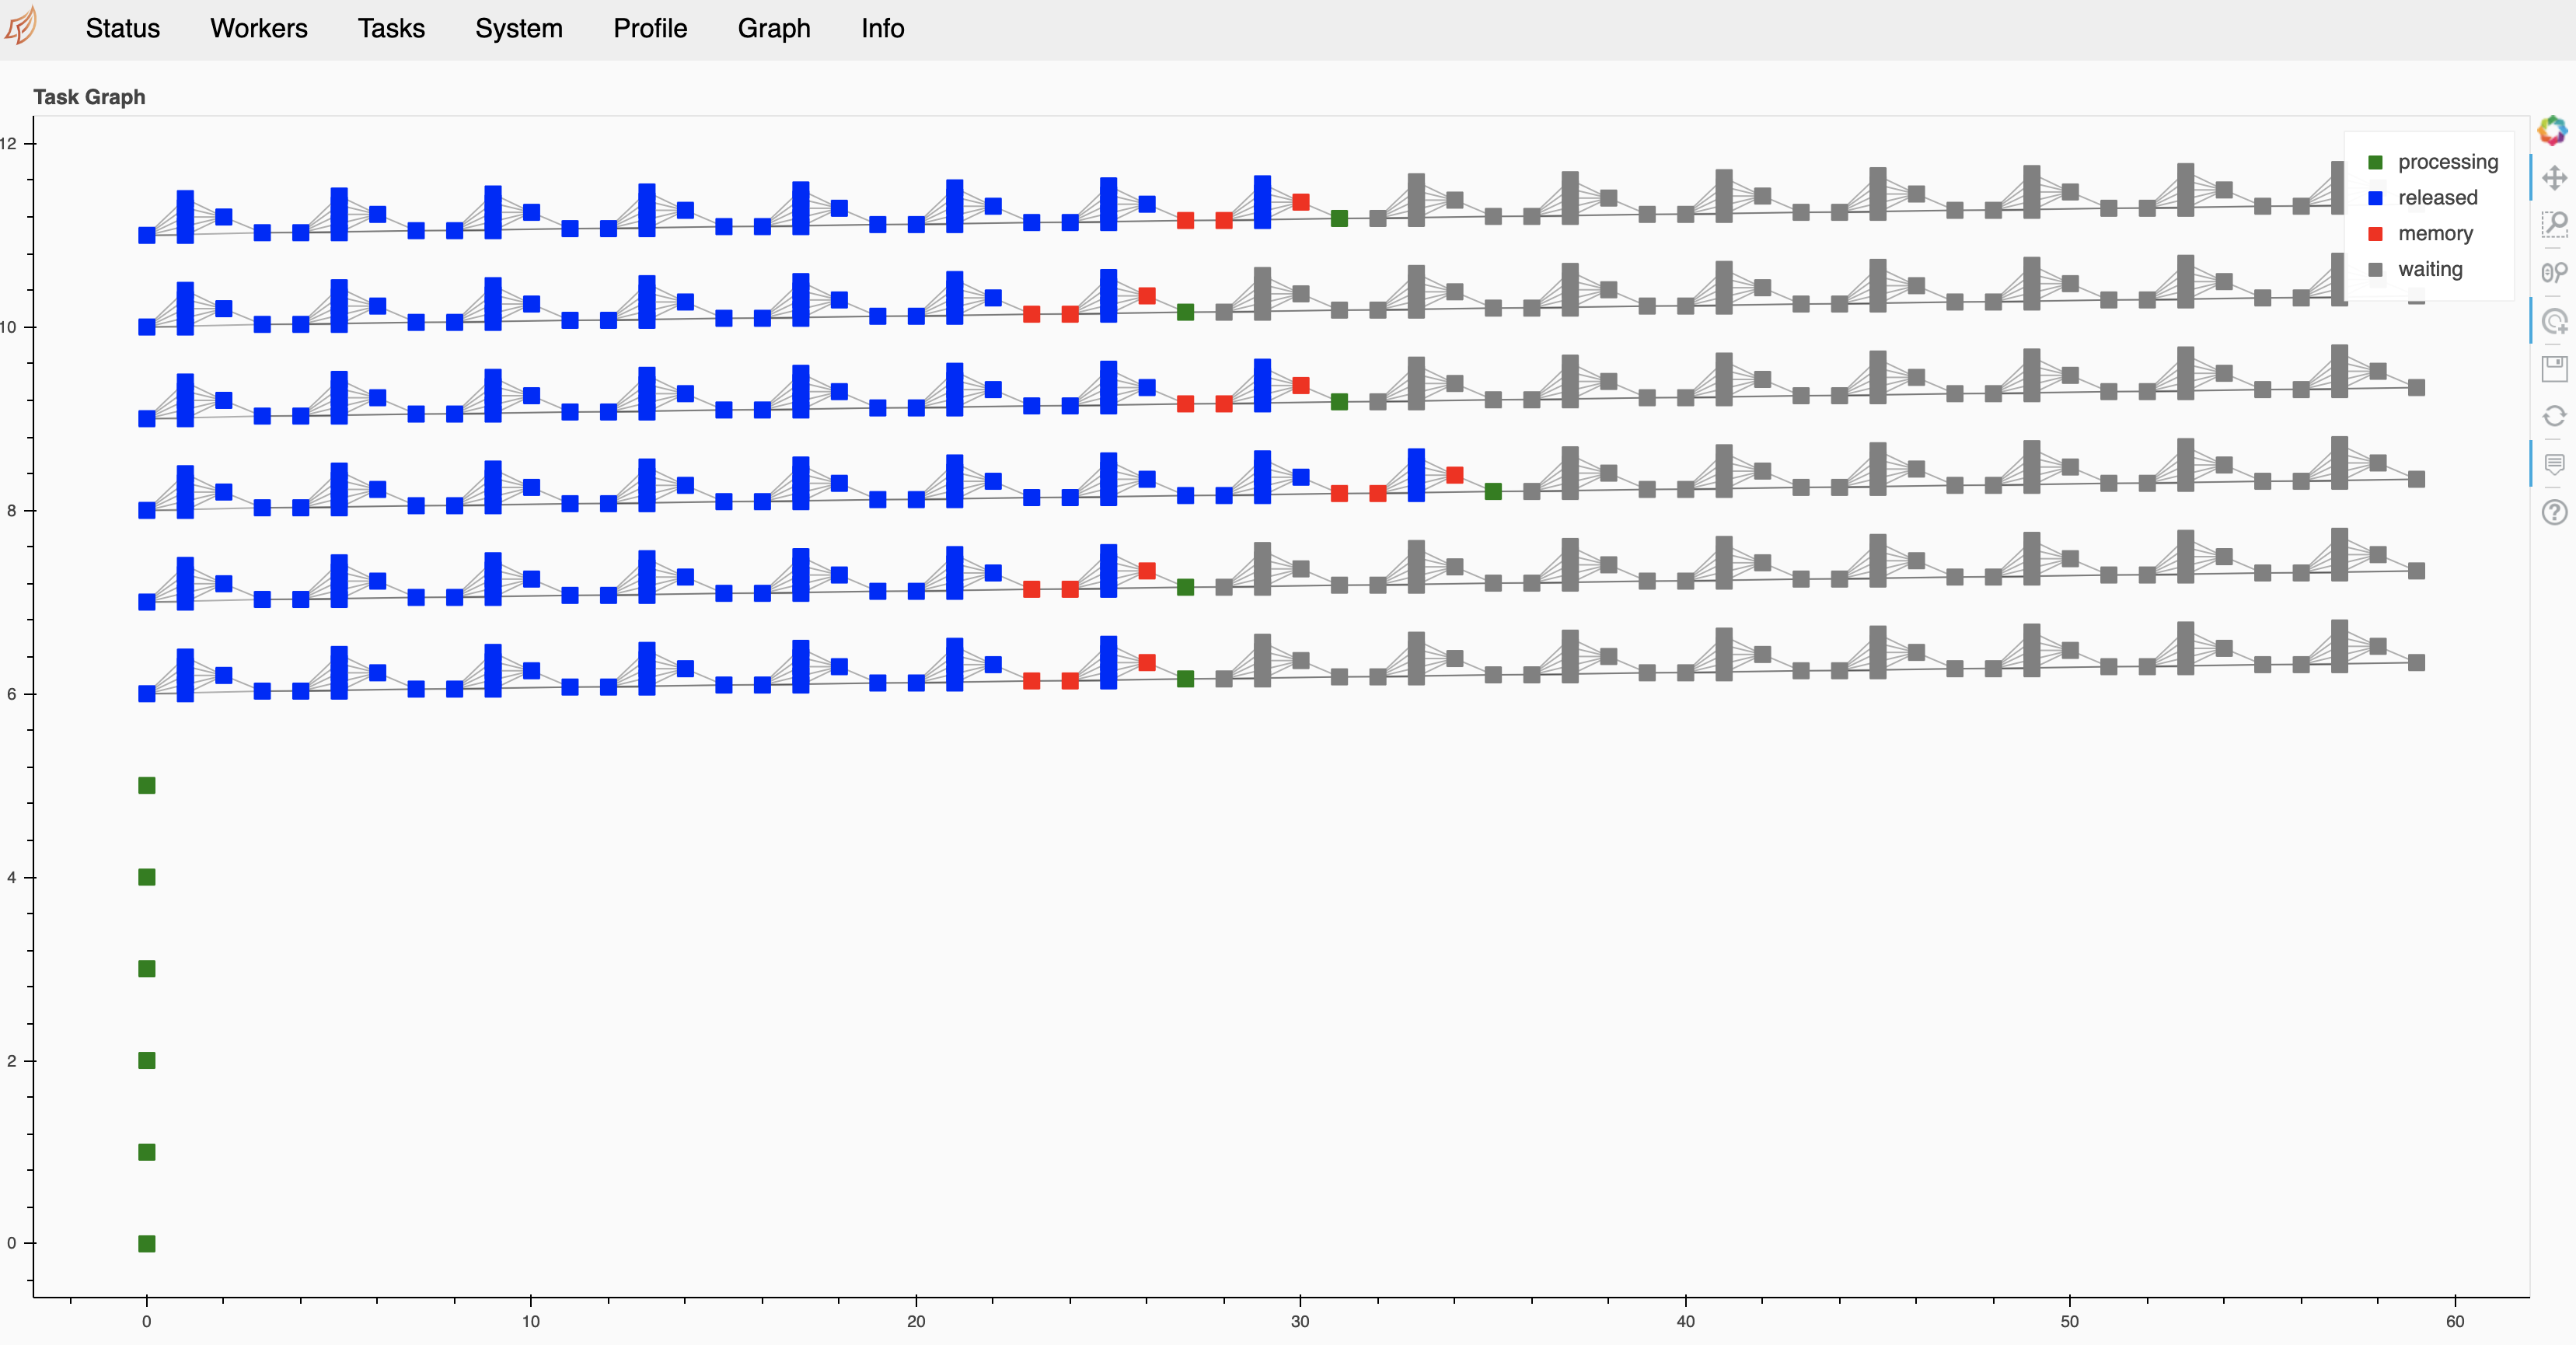 Status Workers Tasks System Profile Graph Info
Task Graph
12
10
8
6
4
2
0
0 10 20 30 40 50 60
processing
released
memory
waiting